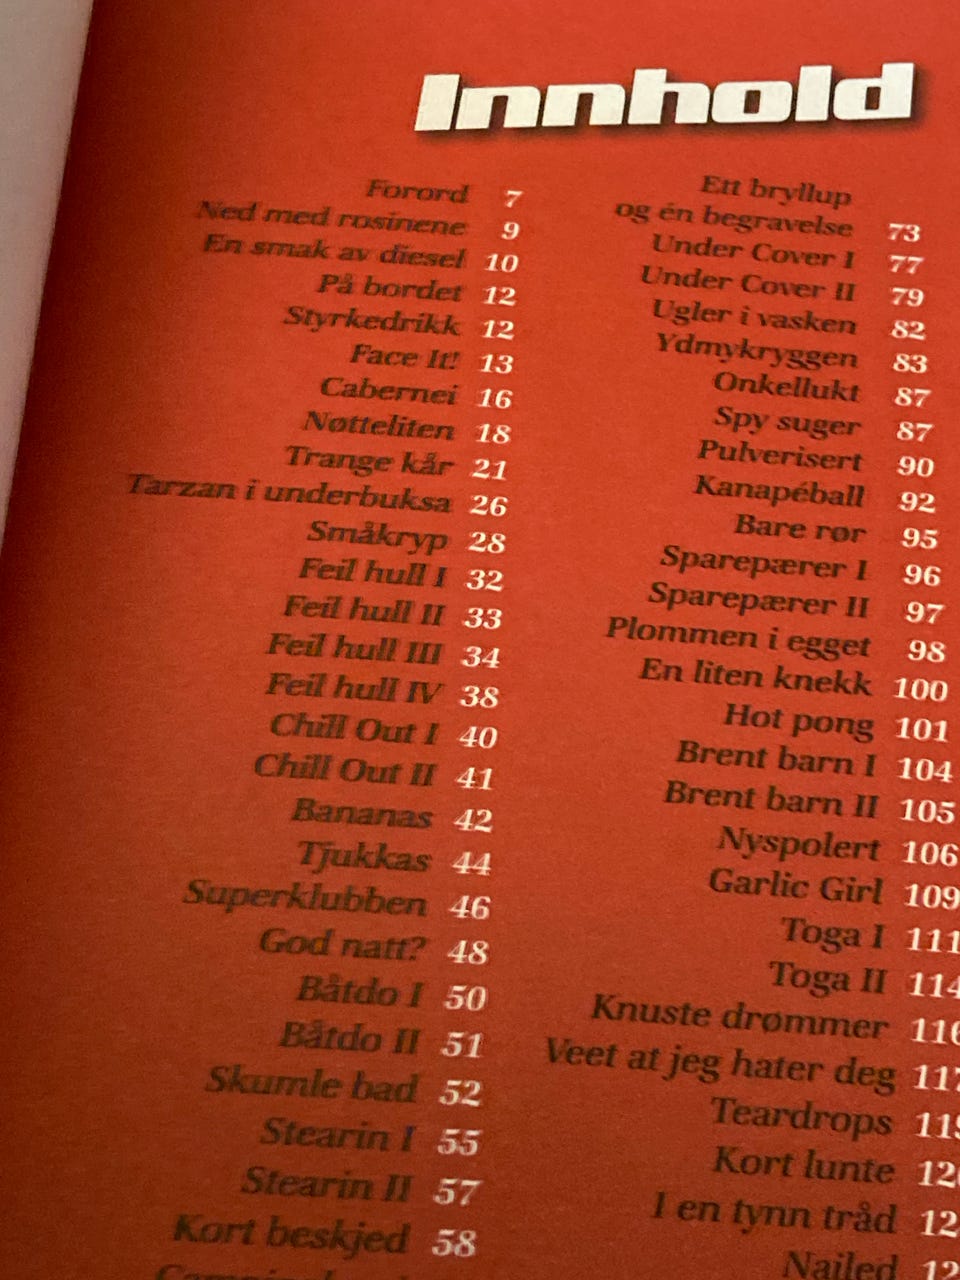 Innhold
Forord 7
Ned med rosinene 9
En smak av diesel 10
På bordet 12
Styrkedrikk 12
Face It! 13
Cabernei 16
Nøtteliten 18
Trange kår 21
Tarzan i underbuksa 26
Småkryp 28
Feil hull I 32
Feil hull II 33
Feil hull III 34
Feil hull IV 38
Chill Out I 40
Chill Out II 41
Bananas 42
Tjukkas 44
Superklubben 46
God natt? 48
Båtdo I 50
Båtdo II 51
Skumle bad 52
Stearin I 55
Stearin II 57
Kort beskjed 58
Ett bryllup
og én begravelse 73
Under Cover I 77
Under Cover II 79
Ugler i vasken 82
Ydmykryggen 83
Onkellukt 87
Spy suger 87
Pulverisert 90
Kanapéball 92
Bare rør 95
Sparepærer I 96
Sparepærer II 97
Plommen i egget 98
En liten knekk 100
Hot pong 101
Brent barn I 104
Brent barn II 105
Nyspolert 106
Garlic Girl 109
Toga I 111
Toga II 114
Knuste drømmer 116
Veet at jeg hater deg 117
Teardrops
Kort lunte
I en tynn tråd
Nailed